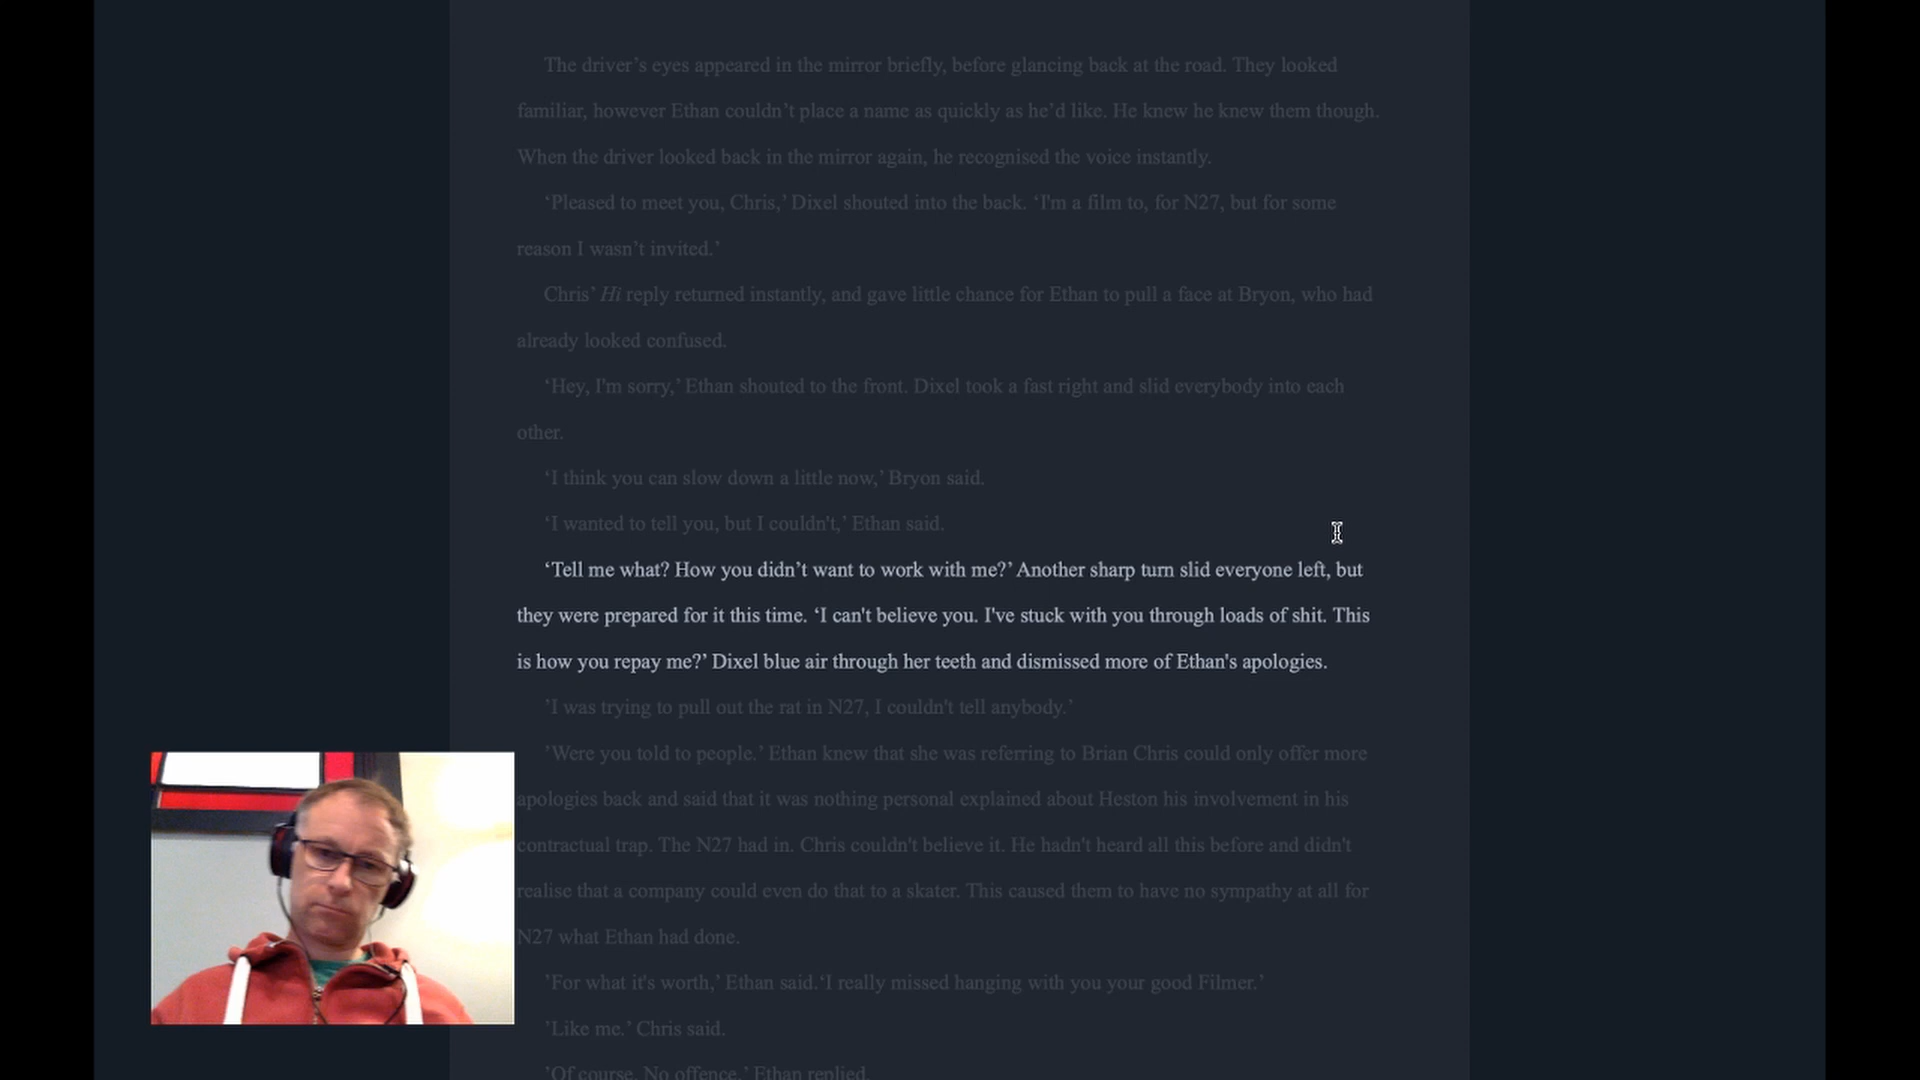 The driver’s eyes appeared in the mirror briefly, before glancing back at the road. They looked
familiar, however Ethan couldn’t place a name as quickly as he’d like. He knew he knew them though.
When the driver looked back in the mirror again, he recognised the voice instantly.
‘Pleased to meet you, Chris,’ Dixel shouted into the back. ‘I'm a film to, for N27, but for some
reason I wasn’t invited.’
Chris’ Hi reply returned instantly, and gave little chance for Ethan to pull a face at Bryon, who had
already looked confused.
‘Hey, I'm sorry,’ Ethan shouted to the front. Dixel took a fast right and slid everybody into each
other.
‘I think you can slow down a little now,’ Bryon said.
‘I wanted to tell you, but I couldn't,’ Ethan said.
‘Tell me what? How you didn’t want to work with me?’ Another sharp turn slid everyone left, but
they were prepared for it this time. ‘I can't believe you. I've stuck with you through loads of shit. This
is how you repay me?’ Dixel blue air through her teeth and dismissed more of Ethan's apologies.
’I was trying to pull out the rat in N27, I couldn't tell anybody.’
’Were you told to people.’ Ethan knew that she was referring to Brian Chris could only offer more
apologies back and said that it was nothing personal explained about Heston his involvement in his
contractual trap. The N27 had in. Chris couldn't believe it. He hadn't heard all this before and didn't
realise that a company could even do that to a skater. This caused them to have no sympathy at all for
N27 what Ethan had done.
’For what it's worth,’ Ethan said.‘I really missed hanging with you your good Filmer.’
’Like me.’ Chris said.
’Of course. No offence.’ Ethan replied.